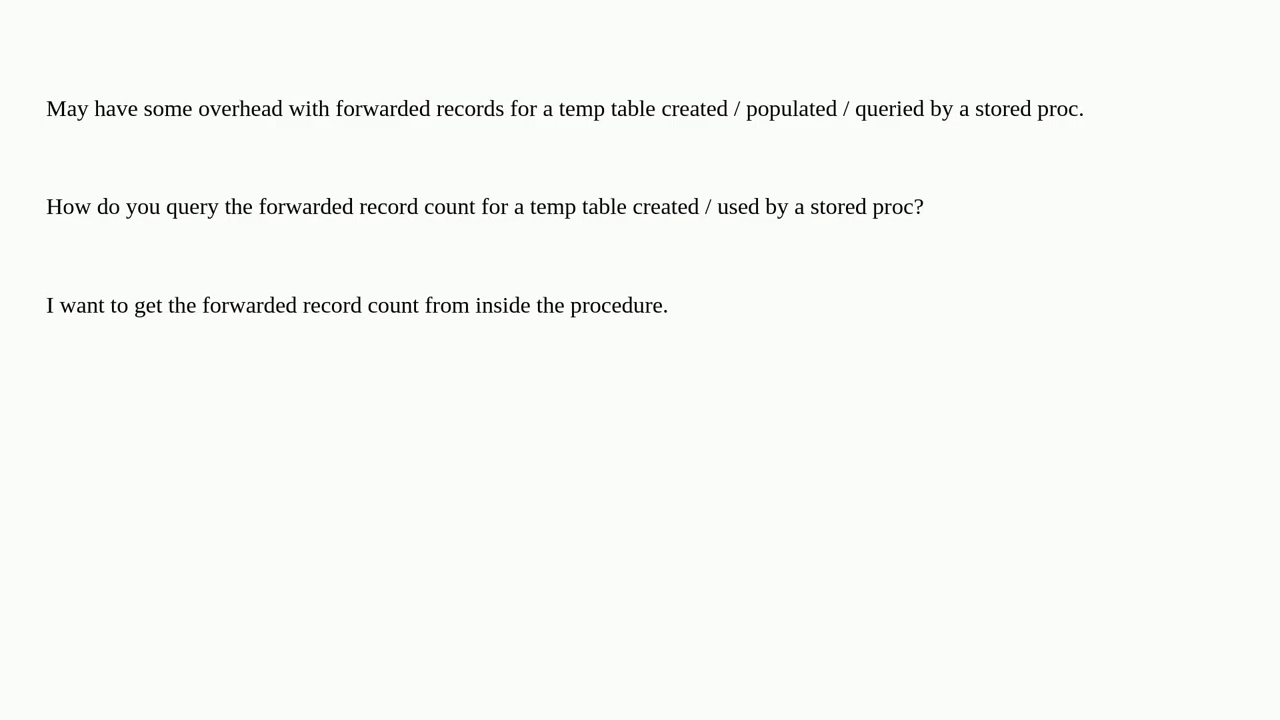 May have some overhead with forwarded records for a temp table created / populated / queried by a stored proc.
How do you query the forwarded record count for a temp table created / used by a stored proc?
I want to get the forwarded record count from inside the procedure.